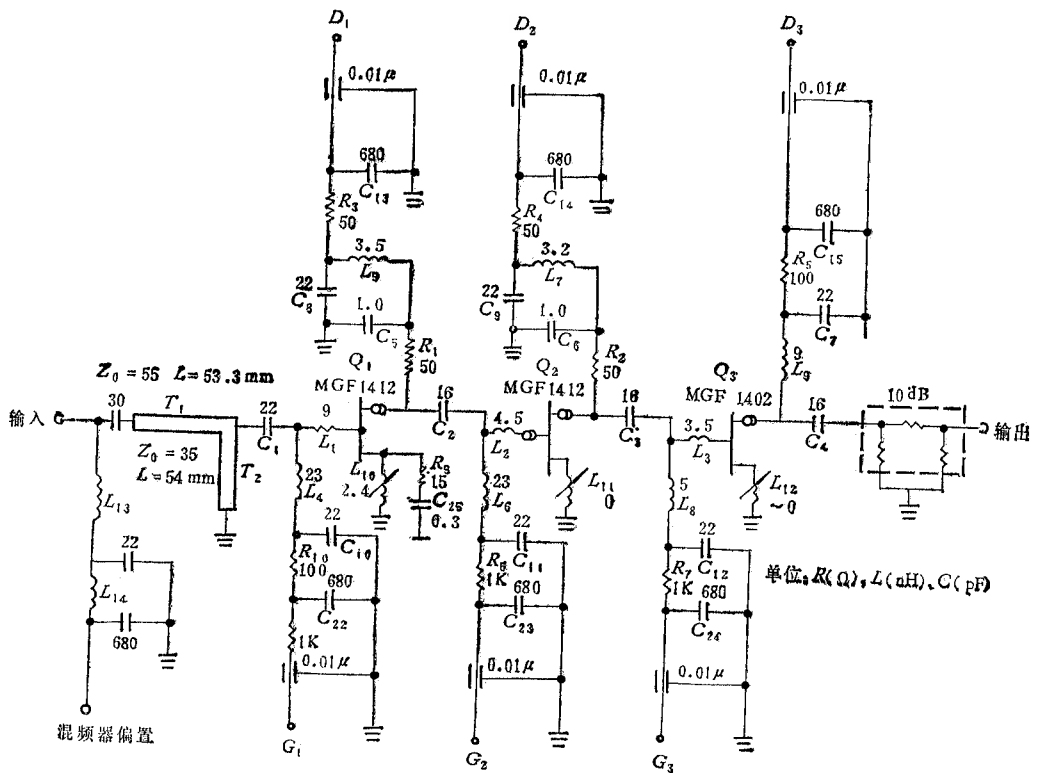 D₁
D₂
D₃
0.01μ
0.01μ
0.01μ
680
C₁₃
680
C₁₄
680
C₁₅
R₃
50
R₄
50
R₅
100
3.5
L₉
3.2
L₇
22
C₈
22
C₉
22
C₇
1.0
C₅
1.0
C₆
R₁
50
R₂
50
9
L₉
Z₀=55 L=53.3mm
Q₁
MGF1412
Q₂
MGF1412
Q₃
MGF 1402
输入
30
T₁
Z₀=35
L=54 mm
T₂
22
C₁
9
L₁
16
C₂
4.5
L₂
16
C₃
3.5
L₃
16
C₄
10dB
输出
L₁₀
2.4
R₉
15
C₂₅
0.3
L₁₁
0
L₁₂
~0
L₁₃
22
L₁₄
680
混频器偏置
23
L₄
22
C₁₀
R₁₀
100
680
C₂₂
1K
0.01μ
G₁
23
L₆
22
C₁₁
R₆
1K
680
C₂₃
0.01μ
G₂
5
L₈
22
C₁₂
R₇
1K
680
C₂₄
0.01μ
G₃
单位:R(Ω),L(nH)、C(pF)